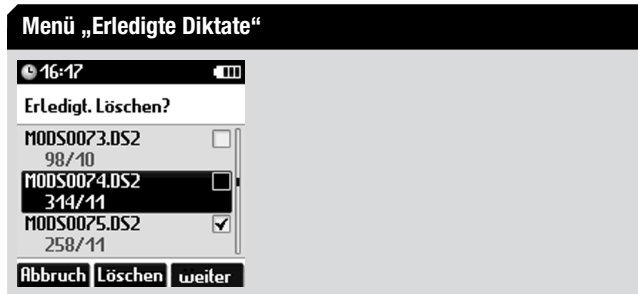 Menü „Erledigte Diktate“
16:17
Erledigt. Löschen?
MODS0073.DS2
98/10
MODS0074.DS2
314/11
MODS0075.DS2
258/11
Abbruch Löschen weiter